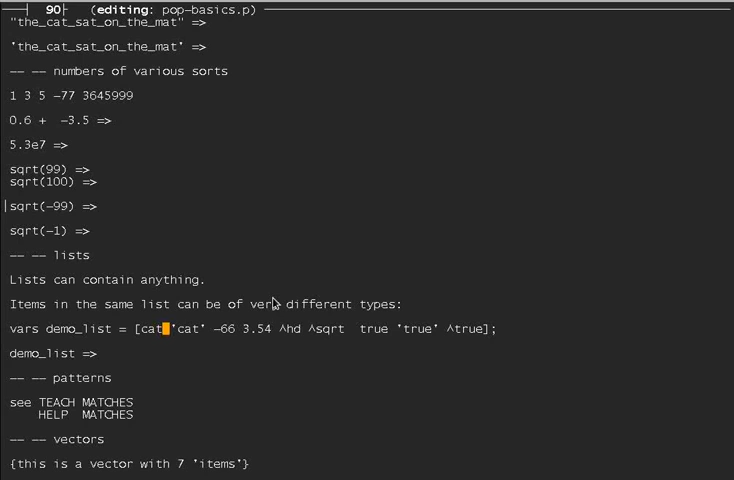 90 (editing: pop-basics.p)
"the_cat_sat_on_the_mat" =>
'the_cat_sat_on_the_mat' =>
-- -- numbers of various sorts
1 3 5 -77 3645999
0.6 +  -3.5 =>
5.3e7 =>
sqrt(99) =>
sqrt(100) =>
sqrt(-99) =>
sqrt(-1) =>
-- -- lists
Lists can contain anything.
Items in the same list can be of very different types:
vars demo_list = [cat 'cat' -66 3.54 ^hd ^sqrt  true 'true' ^true];
demo_list =>
-- -- patterns
see TEACH MATCHES
HELP  MATCHES
-- -- vectors
{this is a vector with 7 'items'}